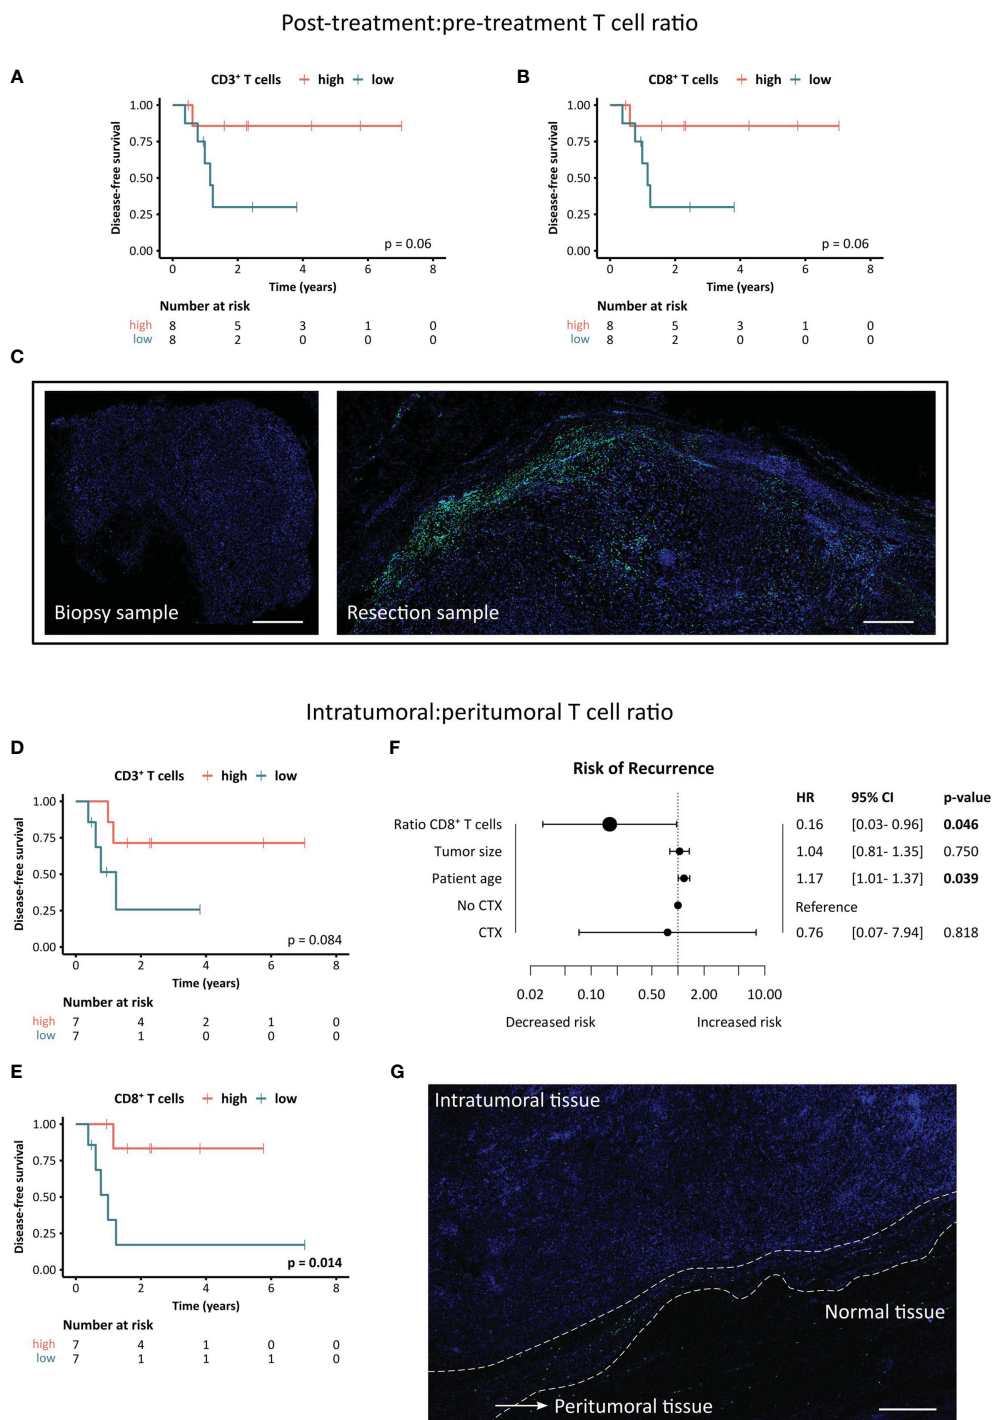 Post-treatment:pre-treatment T cell ratio
A
CD3⁺ T cells high low
Disease-free survival
1.00
0.75
0.50
0.25
0.00
p = 0.06
0 2 4 6 8
Time (years)
Number at risk
high 8 5 3 1 0
low 8 2 0 0 0
B
CD8⁺ T cells high low
Disease-free survival
1.00
0.75
0.50
0.25
0.00
p = 0.06
0 2 4 6 8
Time (years)
Number at risk
high 8 5 3 1 0
low 8 2 0 0 0
C
Biopsy sample
Resection sample
Intratumoral:peritumoral T cell ratio
D
CD3⁺ T cells high low
Disease-free survival
1.00
0.75
0.50
0.25
0.00
p = 0.084
0 2 4 6 8
Time (years)
Number at risk
high 7 4 2 1 0
low 7 1 0 0 0
E
CD8⁺ T cells high low
Disease-free survival
1.00
0.75
0.50
0.25
0.00
p = 0.014
0 2 4 6 8
Time (years)
Number at risk
high 7 4 1 0 0
low 7 1 1 1 0
F
Risk of Recurrence
HR 95% CI p-value
Ratio CD8⁺ T cells 0.16 [0.03- 0.96] 0.046
Tumor size 1.04 [0.81- 1.35] 0.750
Patient age 1.17 [1.01- 1.37] 0.039
No CTX Reference
CTX 0.76 [0.07- 7.94] 0.818
0.02 0.10 0.50 2.00 10.00
Decreased risk Increased risk
G
Intratumoral tissue
Normal tissue
Peritumoral tissue